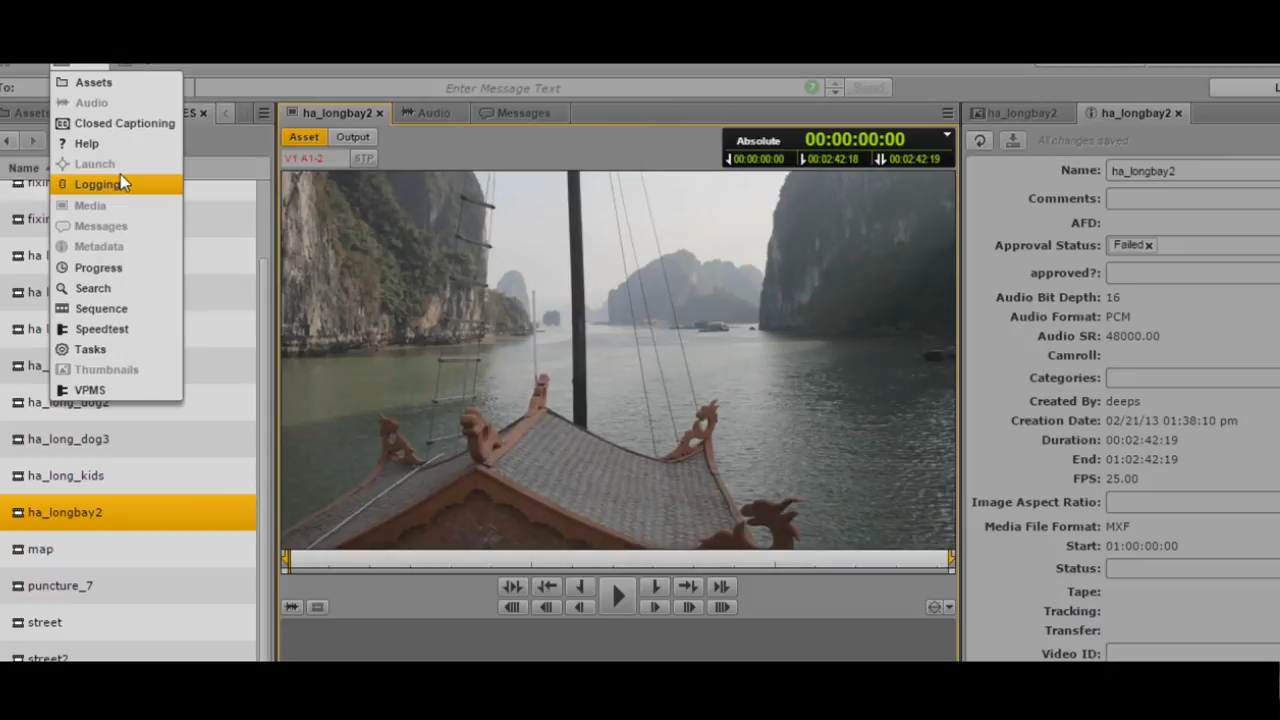 To:
Enter Message Text
?
Send
Assets
Audio
Closed Captioning
Help
Launch
Logging
Media
Messages
Metadata
Progress
Search
Sequence
Speedtest
Tasks
Thumbnails
VPMS
Assets
ES
Name
ha_long_dog2
ha_long_dog3
ha_long_kids
ha_longbay2
map
puncture_7
street
street2
ha_longbay2
Audio
Messages
Asset
Output
V1 A1-2
STP
Absolute
00:00:00:00
00:00:00:00
00:02:42:18
00:02:42:19
ha_longbay2
ha_longbay2
All changes saved
Name: ha_longbay2
Comments:
AFD:
Approval Status: Failed
approved?:
Audio Bit Depth: 16
Audio Format: PCM
Audio SR: 48000.00
Camroll:
Categories:
Created By: deeps
Creation Date: 02/21/13 01:38:10 pm
Duration: 00:02:42:19
End: 01:02:42:19
FPS: 25.00
Image Aspect Ratio:
Media File Format: MXF
Start: 01:00:00:00
Status:
Tape:
Tracking:
Transfer:
Video ID: